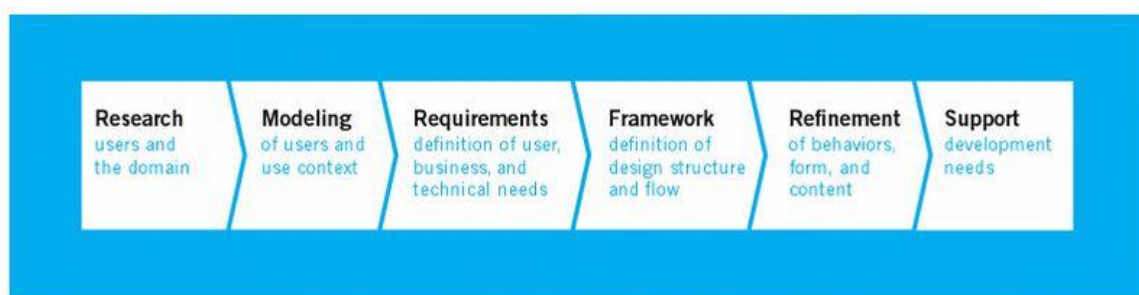 Research
users and
the domain
Modeling
of users and
use context
Requirements
definition of user,
business, and
technical needs
Framework
definition of
design structure
and flow
Refinement
of behaviors,
form, and
content
Support
development
needs